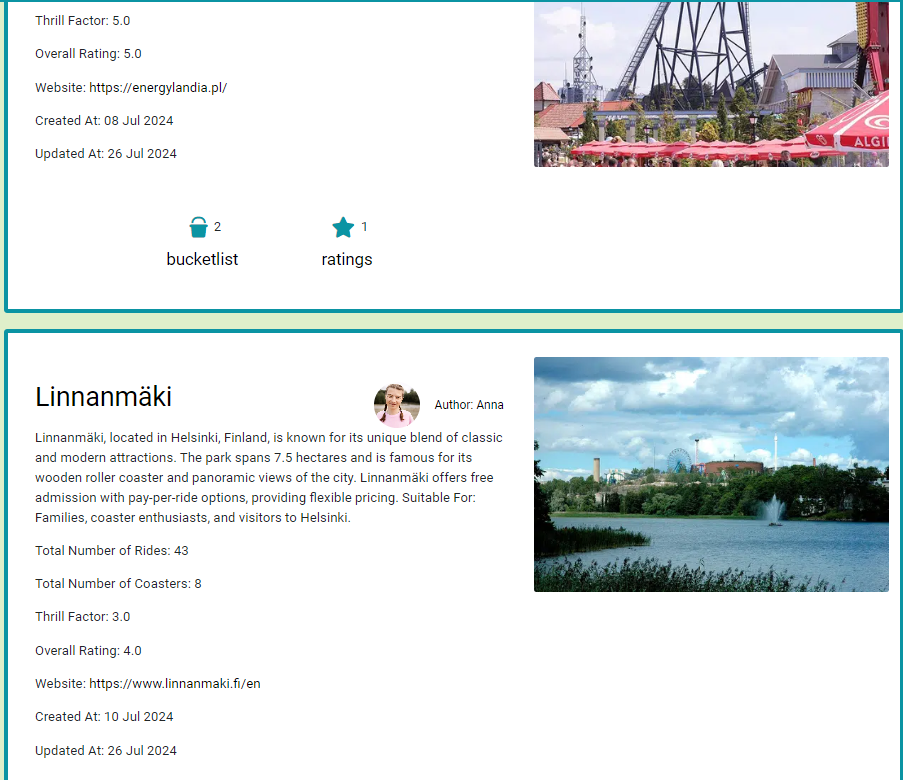 Thrill Factor: 5.0
Overall Rating: 5.0
Website: https://energylandia.pl/
Created At: 08 Jul 2024
Updated At: 26 Jul 2024
ALGI
2
bucketlist
1
ratings
Linnanmäki
Author: Anna
Linnanmäki, located in Helsinki, Finland, is known for its unique blend of classic
and modern attractions. The park spans 7.5 hectares and is famous for its
wooden roller coaster and panoramic views of the city. Linnanmäki offers free
admission with pay-per-ride options, providing flexible pricing. Suitable For:
Families, coaster enthusiasts, and visitors to Helsinki.
Total Number of Rides: 43
Total Number of Coasters: 8
Thrill Factor: 3.0
Overall Rating: 4.0
Website: https://www.linnanmaki.fi/en
Created At: 10 Jul 2024
Updated At: 26 Jul 2024